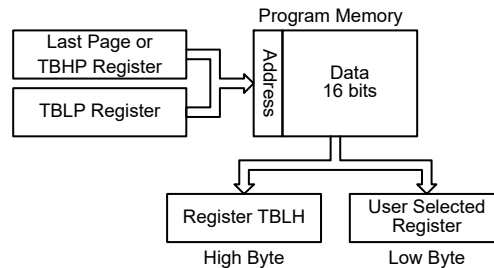 Program Memory
Last Page or
TBHP Register
TBLP Register
Address
Data
16 bits
Register TBLH
User Selected
Register
High Byte
Low Byte